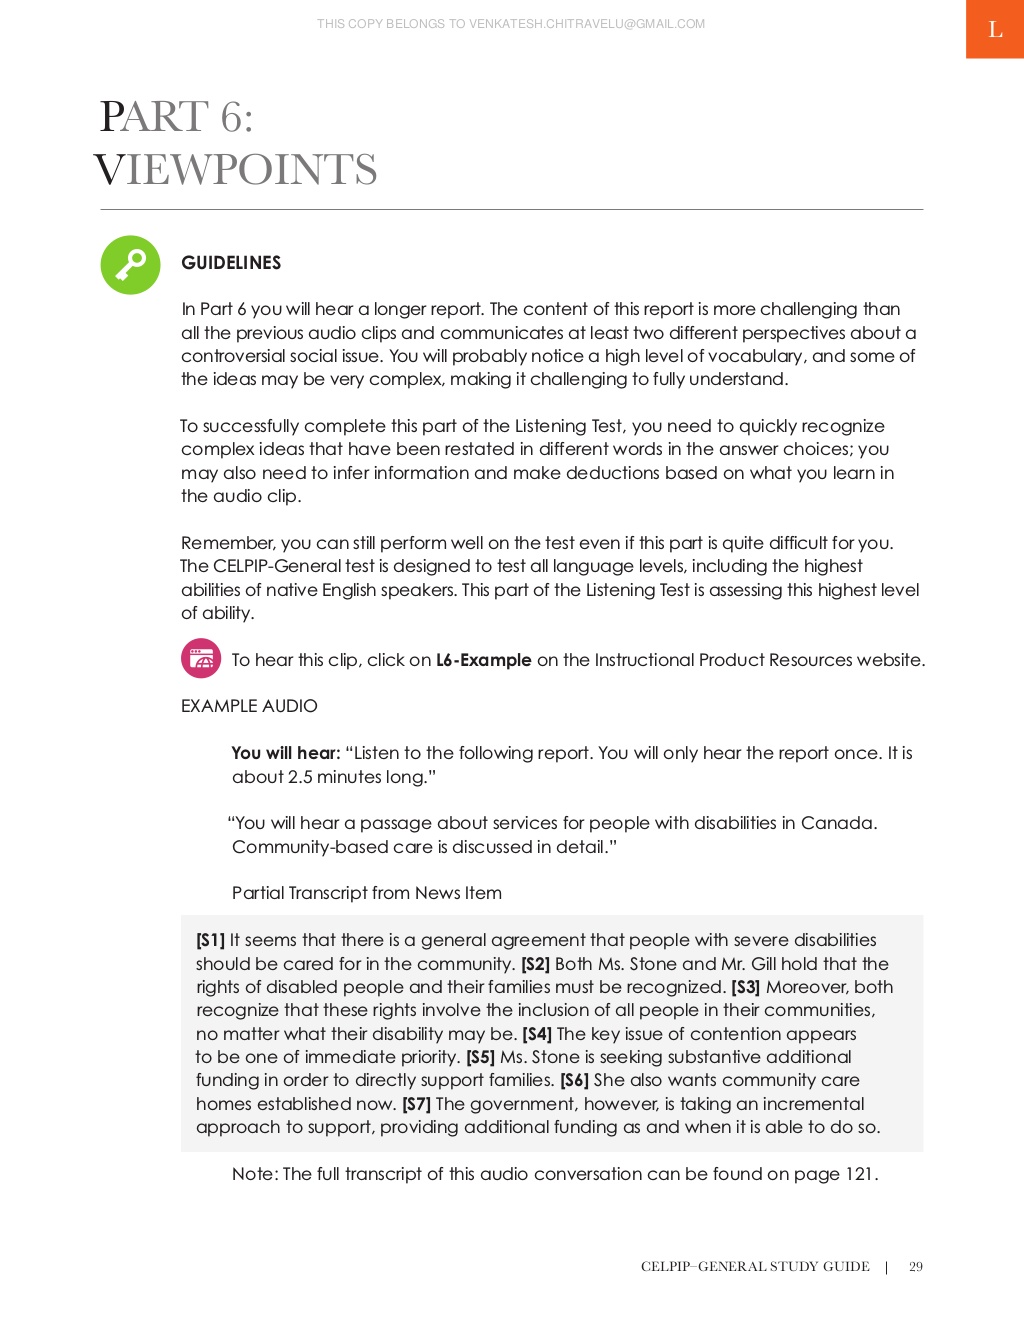 THIS COPY BELONGS TO VENKATESH.CHITRAVELU@GMAIL.COM
L
PART 6:
VIEWPOINTS
GUIDELINES
In Part 6 you will hear a longer report. The content of this report is more challenging than
all the previous audio clips and communicates at least two different perspectives about a
controversial social issue. You will probably notice a high level of vocabulary, and some of
the ideas may be very complex, making it challenging to fully understand.
To successfully complete this part of the Listening Test, you need to quickly recognize
complex ideas that have been restated in different words in the answer choices; you
may also need to infer information and make deductions based on what you learn in
the audio clip.
Remember, you can still perform well on the test even if this part is quite difficult for you.
The CELPIP-General test is designed to test all language levels, including the highest
abilities of native English speakers. This part of the Listening Test is assessing this highest level
of ability.
To hear this clip, click on L6-Example on the Instructional Product Resources website.
EXAMPLE AUDIO
You will hear: “Listen to the following report. You will only hear the report once. It is
about 2.5 minutes long.”
“You will hear a passage about services for people with disabilities in Canada.
Community-based care is discussed in detail.”
Partial Transcript from News Item
[S1] It seems that there is a general agreement that people with severe disabilities
should be cared for in the community. [S2] Both Ms. Stone and Mr. Gill hold that the
rights of disabled people and their families must be recognized. [S3] Moreover, both
recognize that these rights involve the inclusion of all people in their communities,
no matter what their disability may be. [S4] The key issue of contention appears
to be one of immediate priority. [S5] Ms. Stone is seeking substantive additional
funding in order to directly support families. [S6] She also wants community care
homes established now. [S7] The government, however, is taking an incremental
approach to support, providing additional funding as and when it is able to do so.
Note: The full transcript of this audio conversation can be found on page 121.
CELPIP–GENERAL STUDY GUIDE | 29